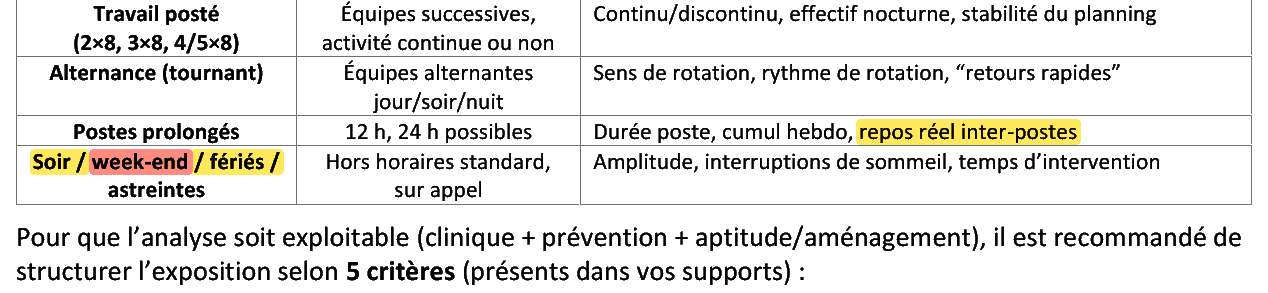 Travail posté Équipes successives, Continu/discontinu, effectif nocturne, stabilité du planning
(2×8, 3×8, 4/5×8) activité continue ou non
Alternance (tournant) Équipes alternantes Sens de rotation, rythme de rotation, “retours rapides”
jour/soir/nuit
Postes prolongés 12 h, 24 h possibles Durée poste, cumul hebdo, repos réel inter-postes
Soir / week-end / fériés / Hors horaires standard, Amplitude, interruptions de sommeil, temps d’intervention
astreintes sur appel
Pour que l’analyse soit exploitable (clinique + prévention + aptitude/aménagement), il est recommandé de
structurer l’exposition selon 5 critères (présents dans vos supports) :